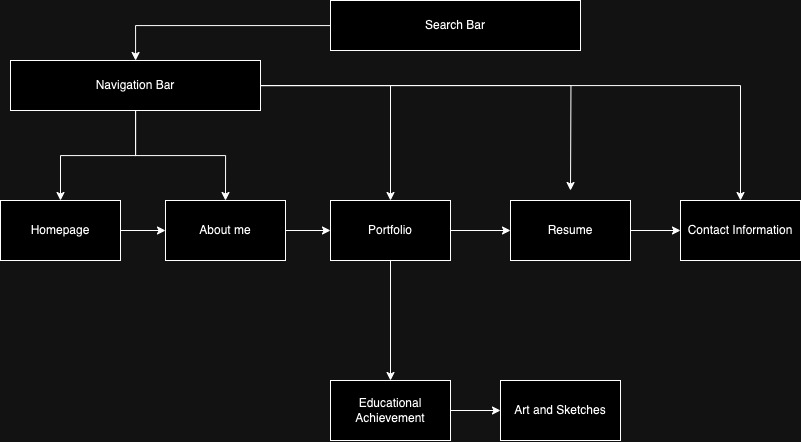 Search Bar
Navigation Bar
Homepage
About me
Portfolio
Resume
Contact Information
Educational
Achievement
Art and Sketches